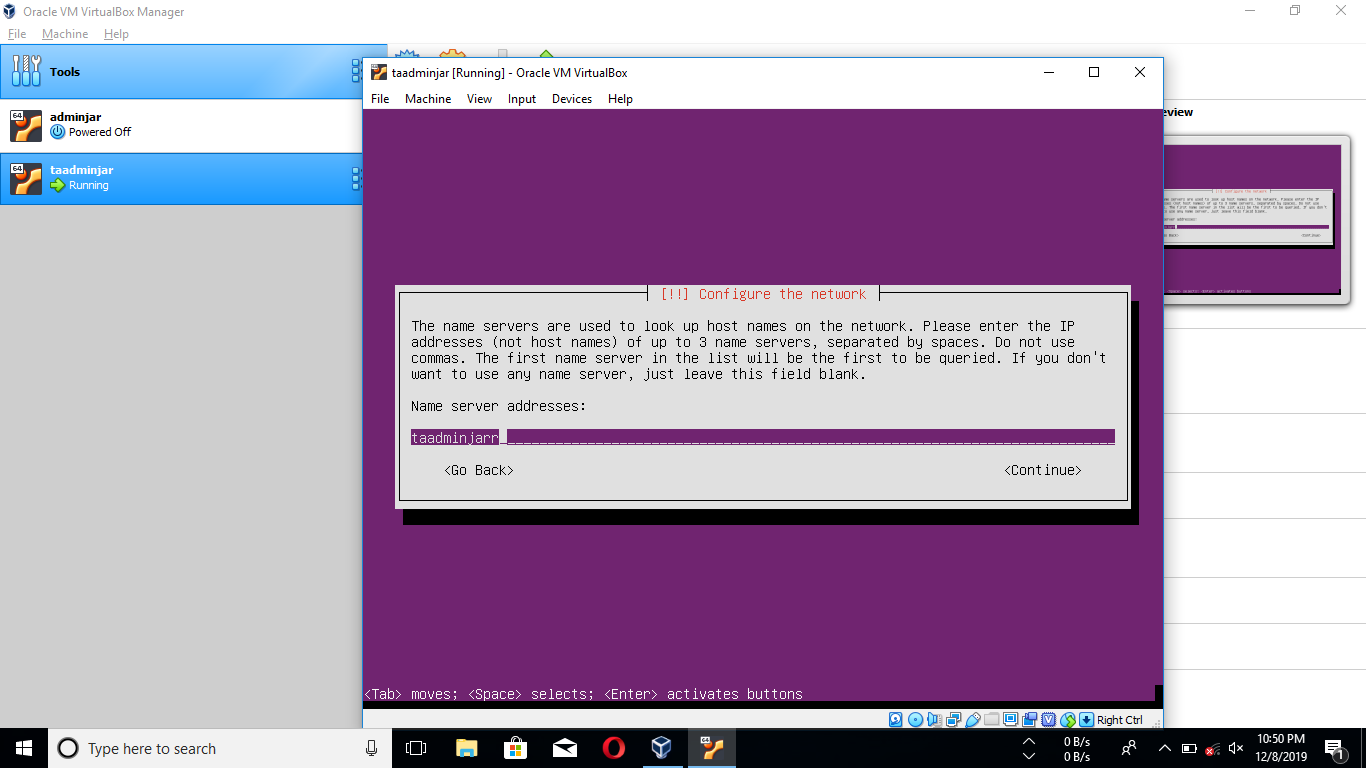 Oracle VM VirtualBox Manager
File Machine Help
Tools
adminjar
Powered Off
taadminjar
Running
64
64
taadminjar [Running] - Oracle VM VirtualBox
File Machine View Input Devices Help
eview
[!!] Configure the network
The name servers are used to look up host names on the network. Please enter the IP
addresses (not host names) of up to 3 name servers, separated by spaces. Do not use
commas. The first name server in the list will be the first to be queried. If you don't
want to use any name server, just leave this field blank.
Name server addresses:
taadminjarr
<Go Back> <Continue>
<Tab> moves; <Space> selects; <Enter> activates buttons
Right Ctrl
Type here to search
0 B/s
0 B/s
10:50 PM
12/8/2019
1